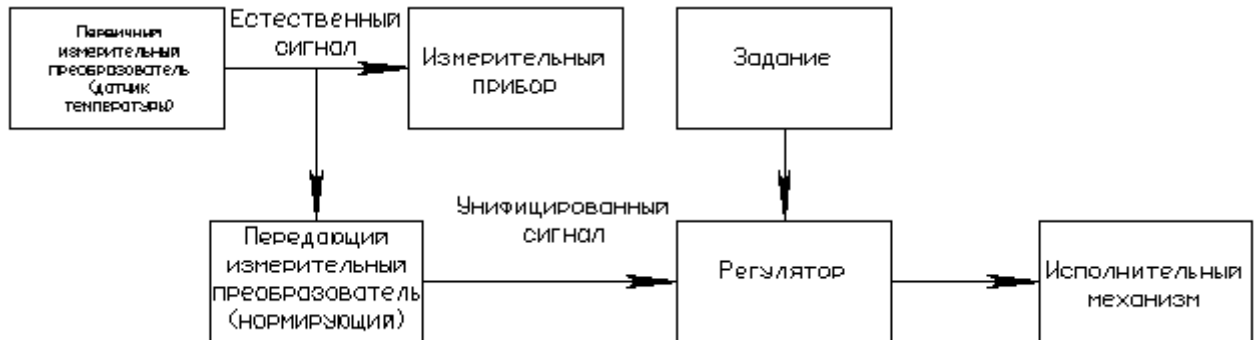 Первичный
измерительный
преобразователь
(датчик
температуры)
Естественный
сигнал
Измерительный
прибор
Задание
Передающий
измерительный
преобразователь
(нормирующий)
Унифицированный
сигнал
Регулятор
Исполнительный
механизм